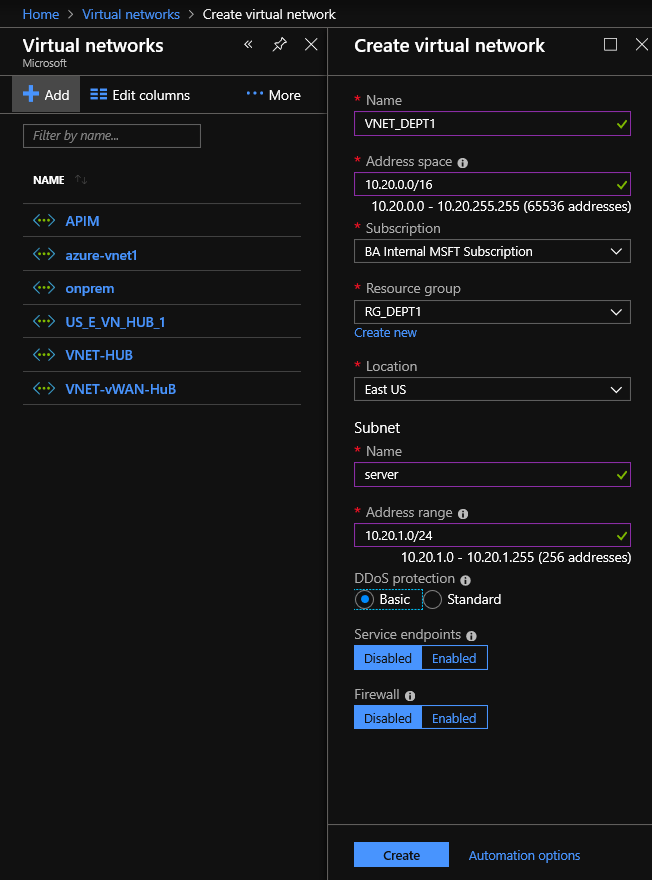 Home > Virtual networks > Create virtual network
Virtual networks
Microsoft
Add Edit columns ··· More
Filter by name...
NAME
APIM
azure-vnet1
onprem
US_E_VN_HUB_1
VNET-HUB
VNET-vWAN-HuB
Create virtual network
* Name
VNET_DEPT1
* Address space
10.20.0.0/16
10.20.0.0 - 10.20.255.255 (65536 addresses)
* Subscription
BA Internal MSFT Subscription
* Resource group
RG_DEPT1
Create new
* Location
East US
Subnet
* Name
server
* Address range
10.20.1.0/24
10.20.1.0 - 10.20.1.255 (256 addresses)
DDoS protection
Basic Standard
Service endpoints
Disabled Enabled
Firewall
Disabled Enabled
Create Automation options